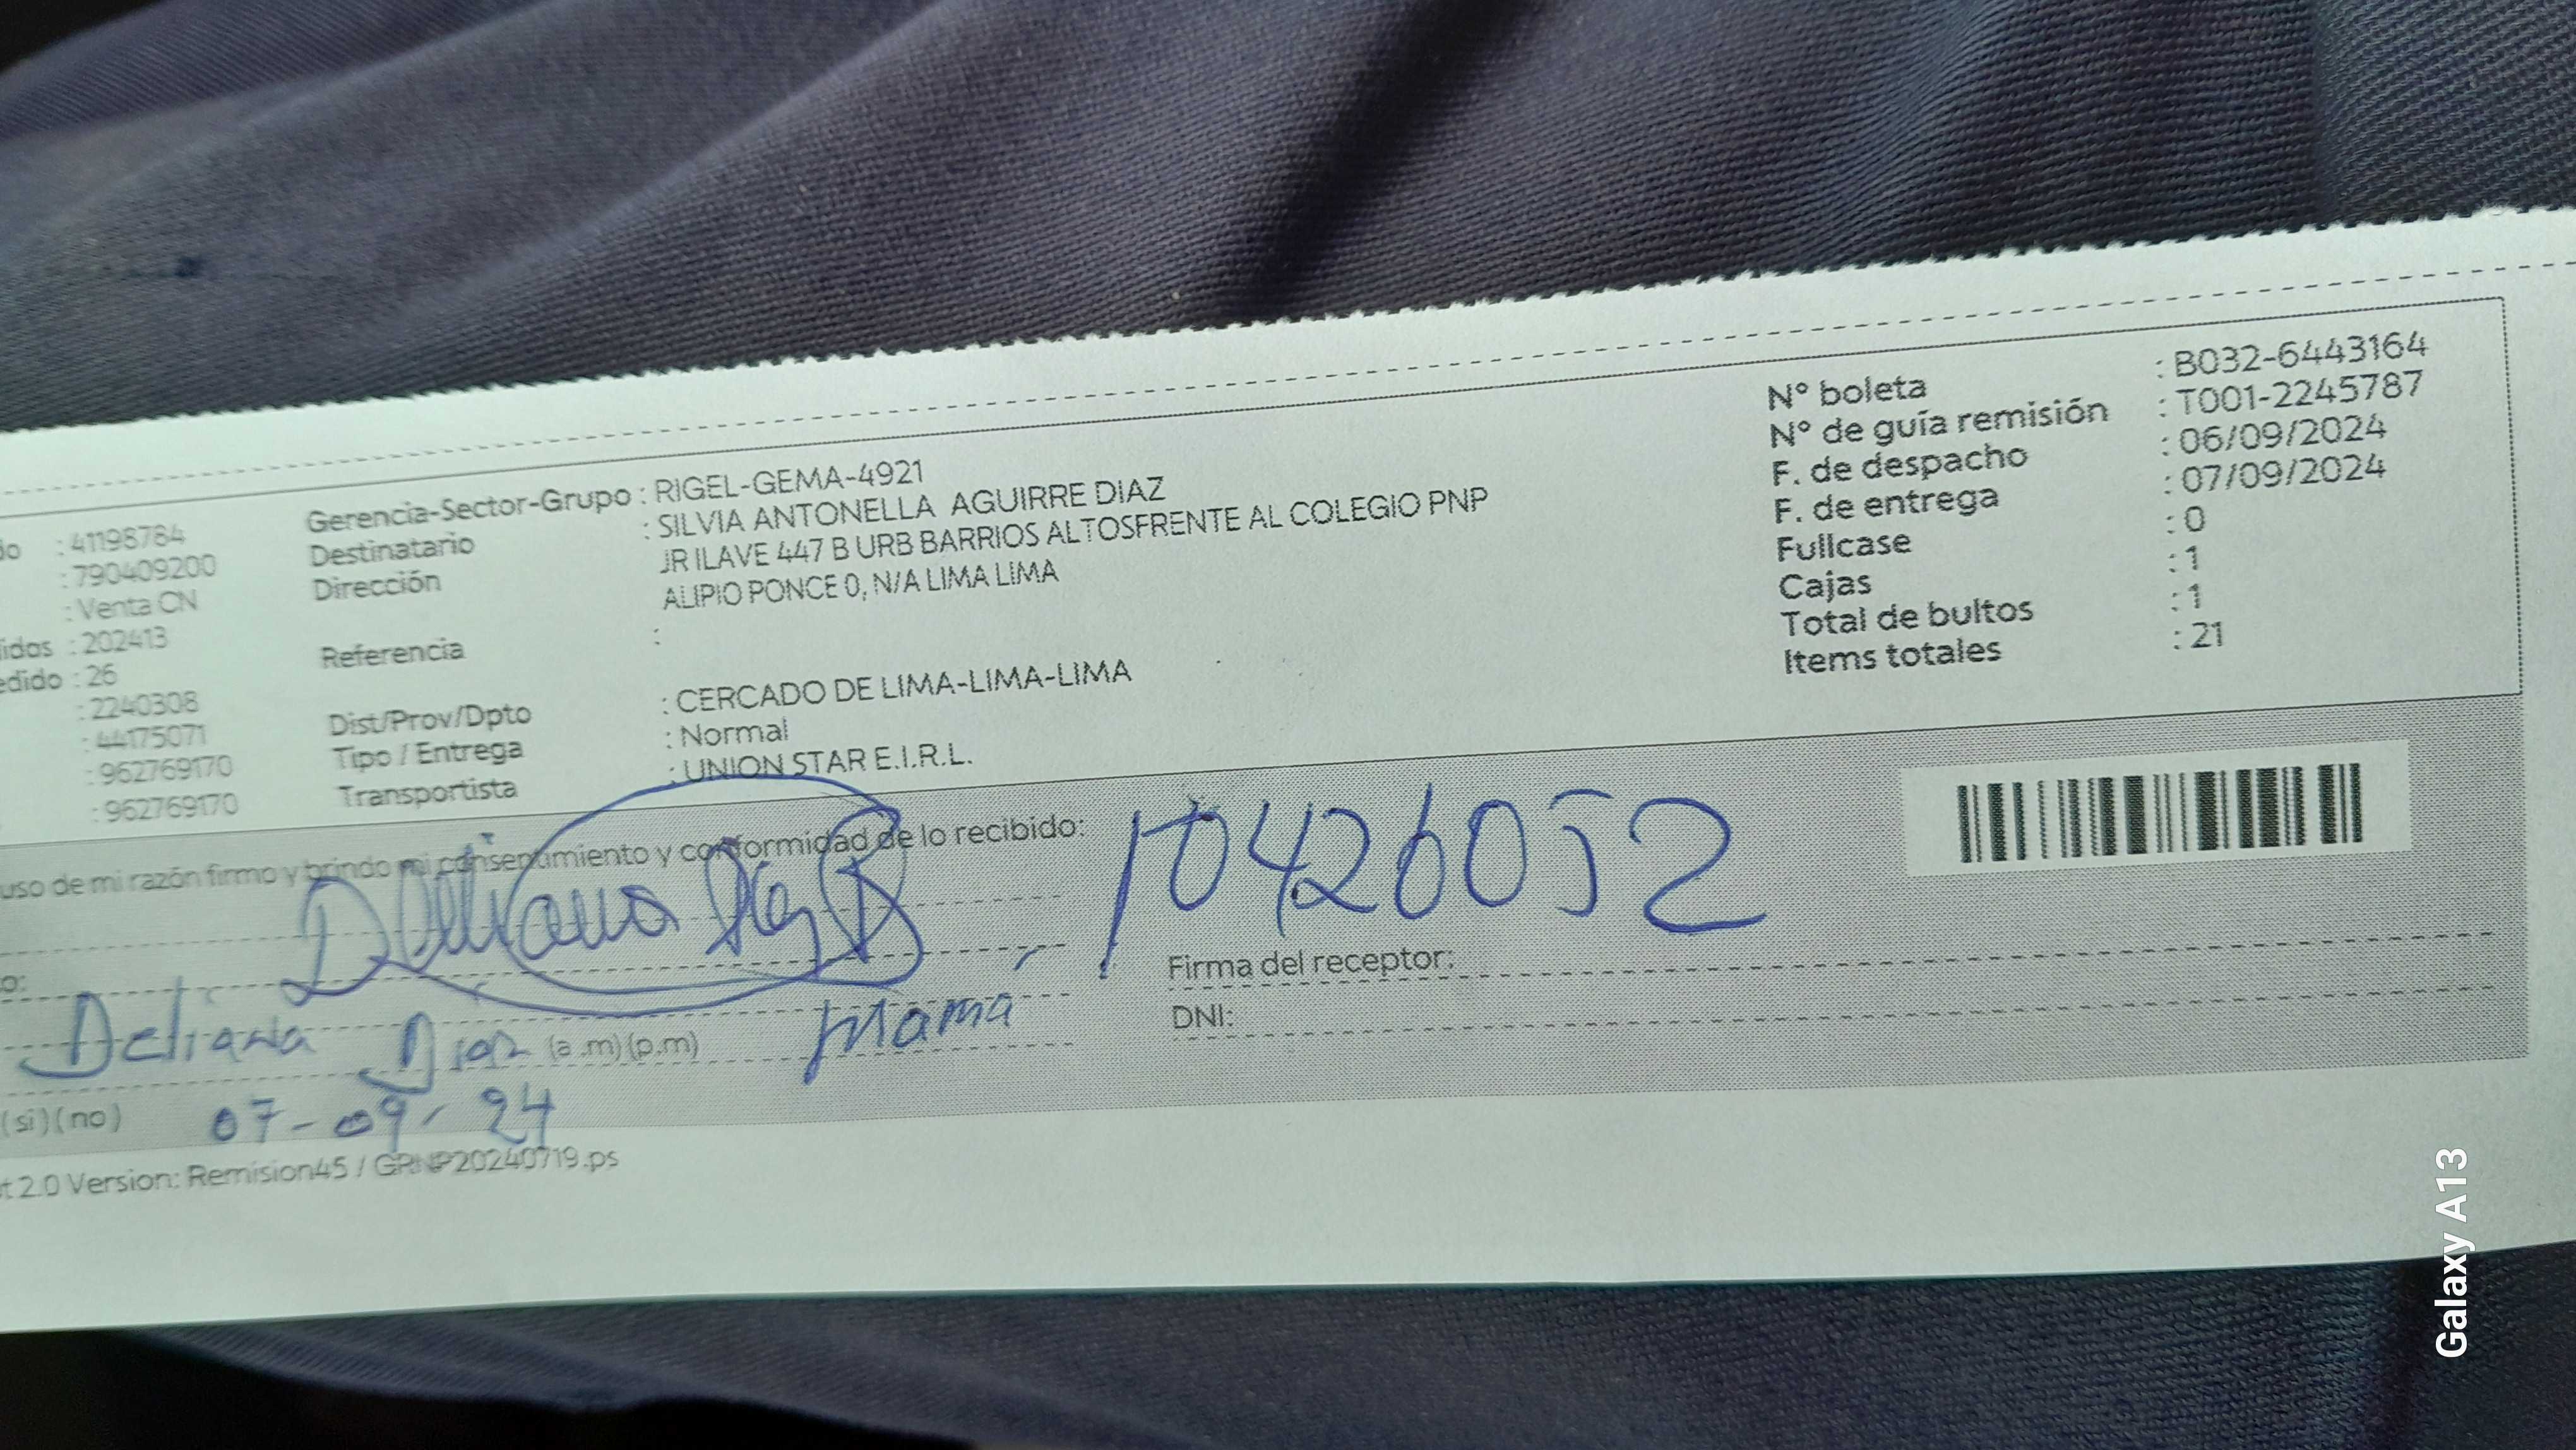 : 41198784
: 790409200
: Venta CN
: 202413
edido : 26
: 2240308
: 44175071
: 962769170
: 962769170
Gerencia-Sector-Grupo : RIGEL-GEMA-4921
Destinatario : SILVIA ANTONELLA AGUIRRE DIAZ
Dirección JR ILAVE 447 B URB BARRIOS ALTOSFRENTE AL COLEGIO PNP
ALIPIO PONCE 0, N/A LIMA LIMA
Referencia :
Dist/Prov/Dpto : CERCADO DE LIMA-LIMA-LIMA
Tipo / Entrega : Normal
Transportista : UNION STAR E.I.R.L.
N° boleta : B032-6443164
N° de guía remisión : T001-2245787
F. de despacho : 06/09/2024
F. de entrega : 07/09/2024
Fullcase : 0
Cajas : 1
Total de bultos : 1
Items totales : 21
uso de mi razón firmo y brindo mi consentimiento y conformidad de lo recibido:
10426052
Firma del receptor:
DNI:
Deliana Diaz (a.m) (p.m) mama
(si) (no) 07-09-24
2.0 Version: Remision45 / GRNP20240719.ps
Galaxy A13